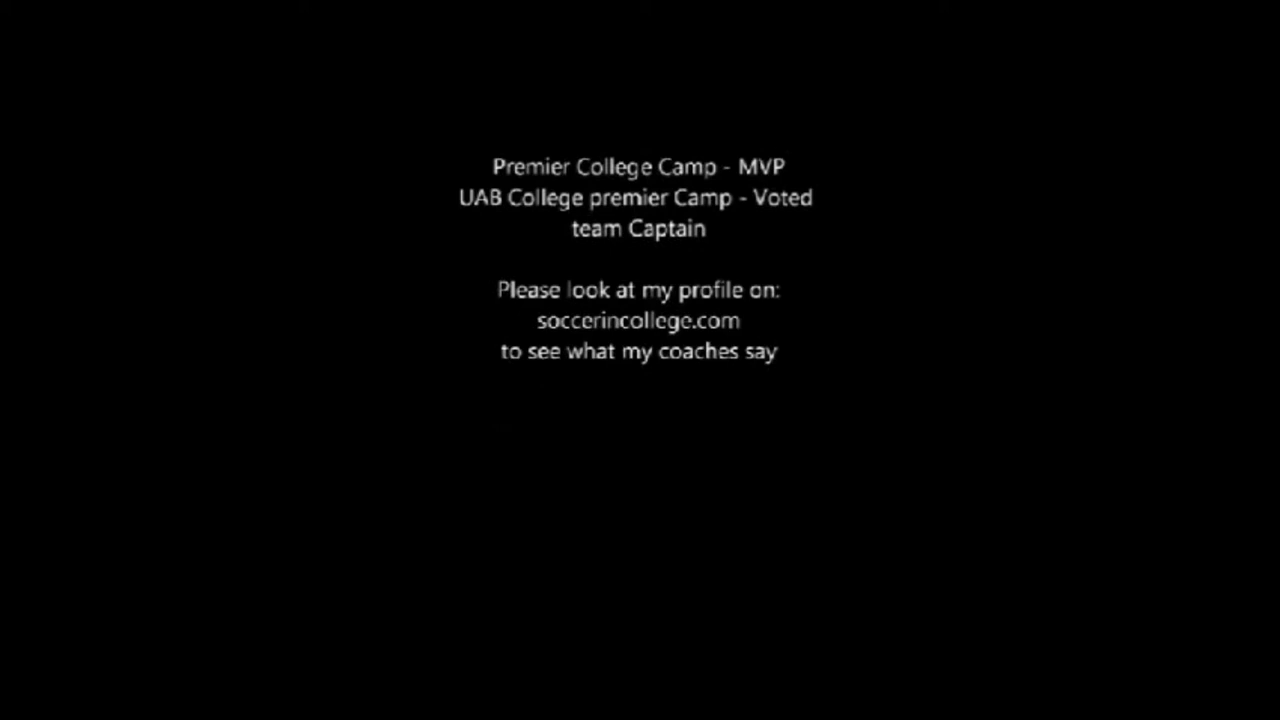 Premier College Camp - MVP
UAB College premier Camp - Voted
team Captain
Please look at my profile on:
soccerincollege.com
to see what my coaches say